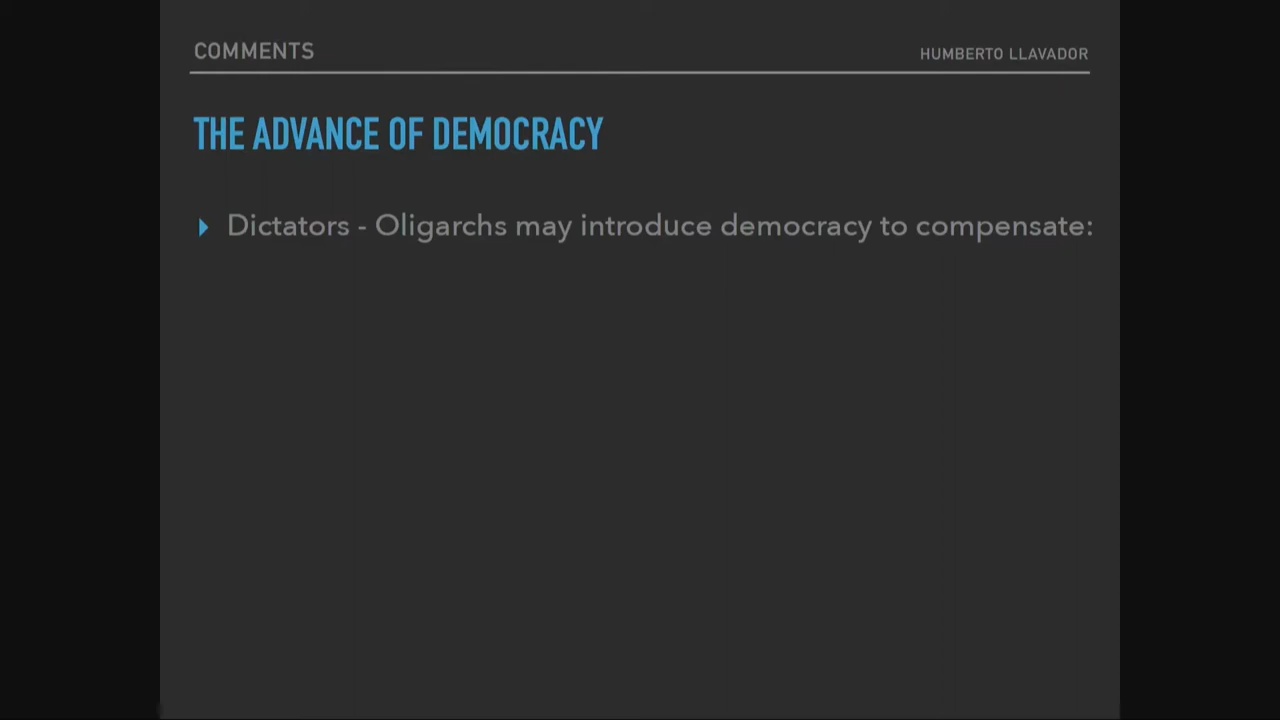 COMMENTS
HUMBERTO LLAVADOR
THE ADVANCE OF DEMOCRACY
Dictators - Oligarchs may introduce democracy to compensate: